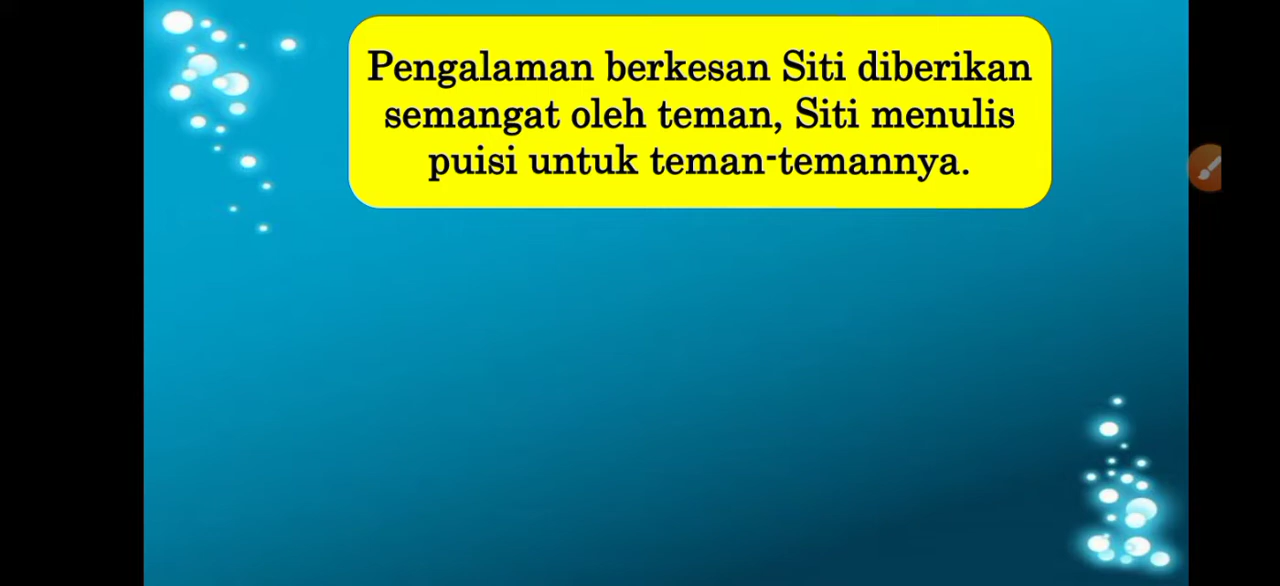 Pengalaman berkesan Siti diberikan
semangat oleh teman, Siti menulis
puisi untuk teman-temannya.